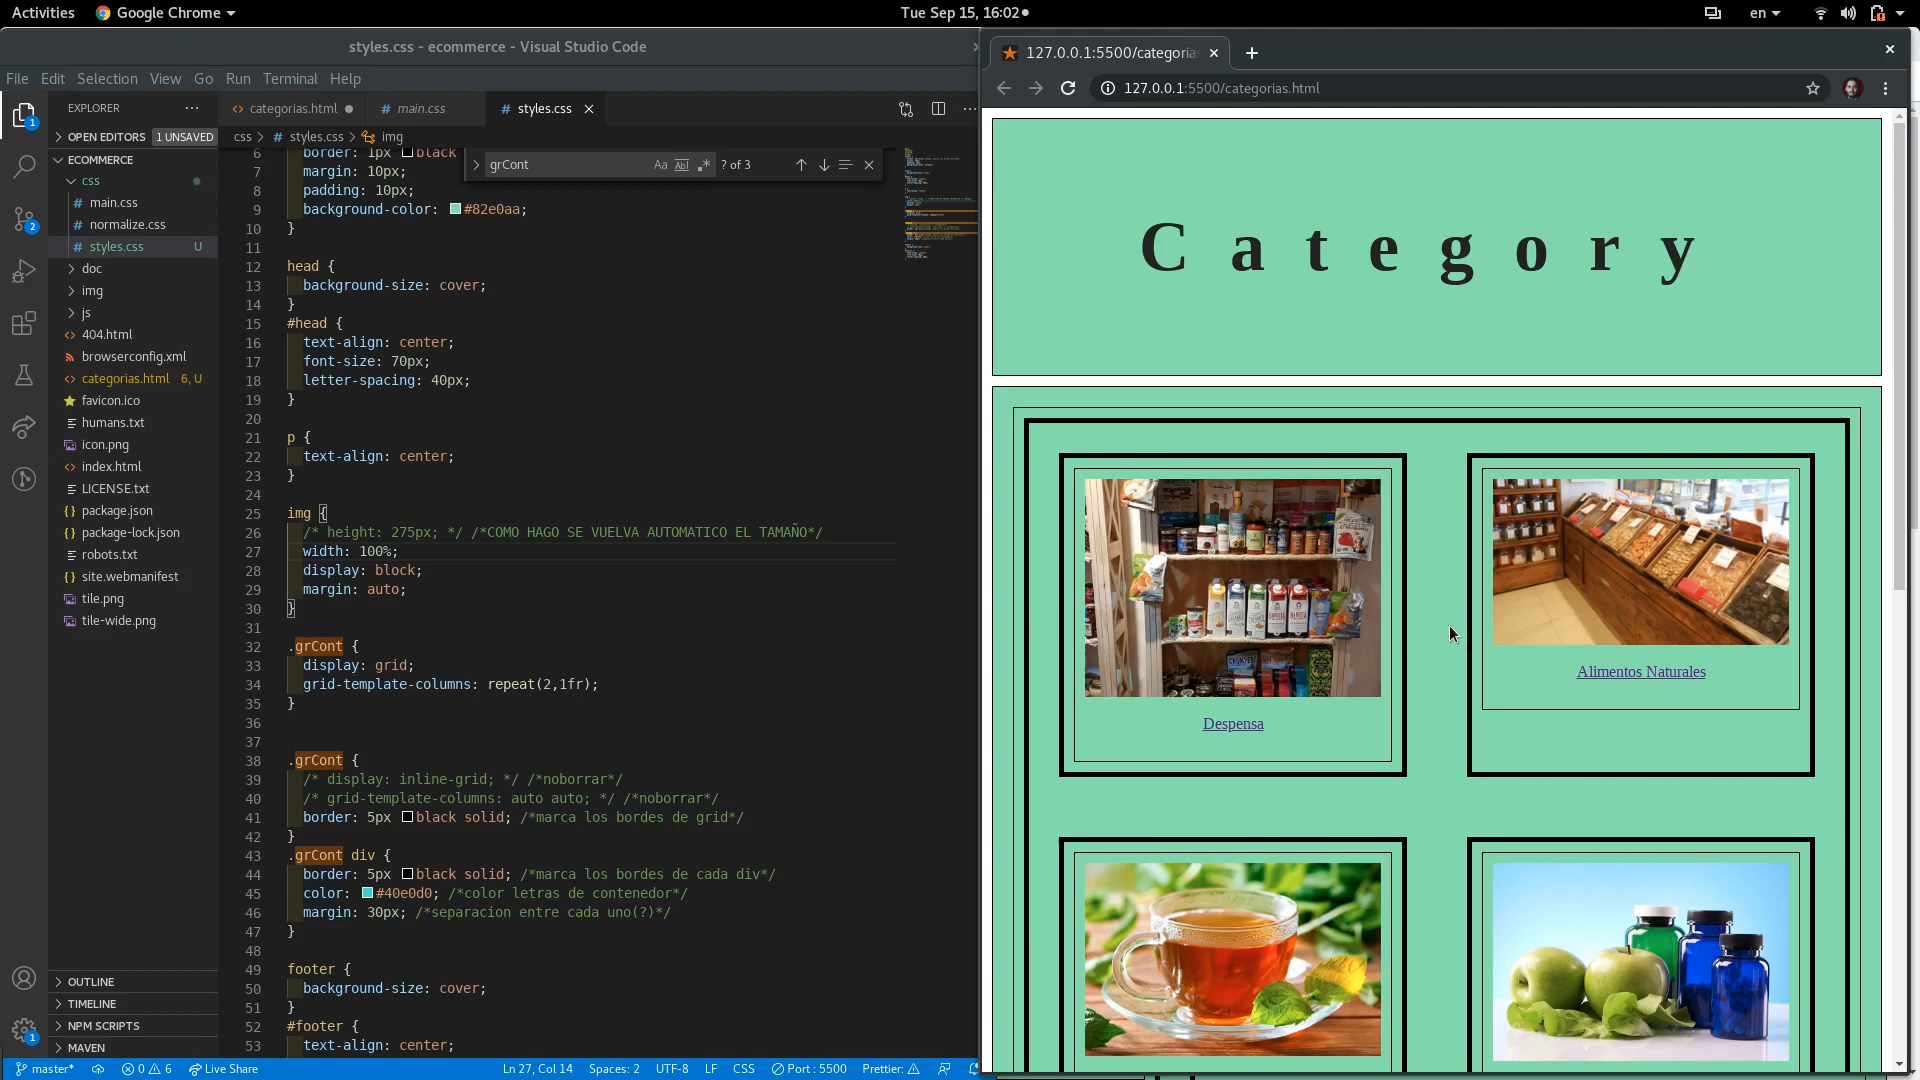 Activities
Google Chrome
Tue Sep 15, 16:02
en
styles.css - ecommerce - Visual Studio Code
File Edit Selection View Go Run Terminal Help
EXPLORER
OPEN EDITORS 1 UNSAVED
ECOMMERCE
css
# main.css
# normalize.css
# styles.css U
doc
img
js
404.html
browserconfig.xml
categorias.html 6, U
favicon.ico
humans.txt
icon.png
index.html
LICENSE.txt
package.json
package-lock.json
robots.txt
site.webmanifest
tile.png
tile-wide.png
OUTLINE
TIMELINE
NPM SCRIPTS
MAVEN
1
2
1
categorias.html
# main.css
# styles.css
css > # styles.css > img
grCont
Aa Abl .* ? of 3
6 border: 1px black
7 margin: 10px;
8 padding: 10px;
9 background-color: #82e0aa;
10 }
11
12 head {
13 background-size: cover;
14 }
15 #head {
16 text-align: center;
17 font-size: 70px;
18 letter-spacing: 40px;
19 }
20
21 p {
22 text-align: center;
23 }
24
25 img {
26 /* height: 275px; */ /*COMO HAGO SE VUELVA AUTOMATICO EL TAMAÑO*/
27 width: 100%;
28 display: block;
29 margin: auto;
30 }
31
32 .grCont {
33 display: grid;
34 grid-template-columns: repeat(2,1fr);
35 }
36
37
38 .grCont {
39 /* display: inline-grid; */ /*noborrar*/
40 /* grid-template-columns: auto auto; */ /*noborrar*/
41 border: 5px black solid; /*marca los bordes de grid*/
42 }
43 .grCont div {
44 border: 5px black solid; /*marca los bordes de cada div*/
45 color: #40e0d0; /*color letras de contenedor*/
46 margin: 30px; /*separacion entre cada uno(?)*/
47 }
48
49 footer {
50 background-size: cover;
51 }
52 #footer {
53 text-align: center;
master*
0 6
Live Share
Ln 27, Col 14
Spaces: 2
UTF-8
LF
CSS
Port : 5500
Prettier:
127.0.0.1:5500/categoria
127.0.0.1:5500/categorias.html
Category
Despensa
Alimentos Naturales